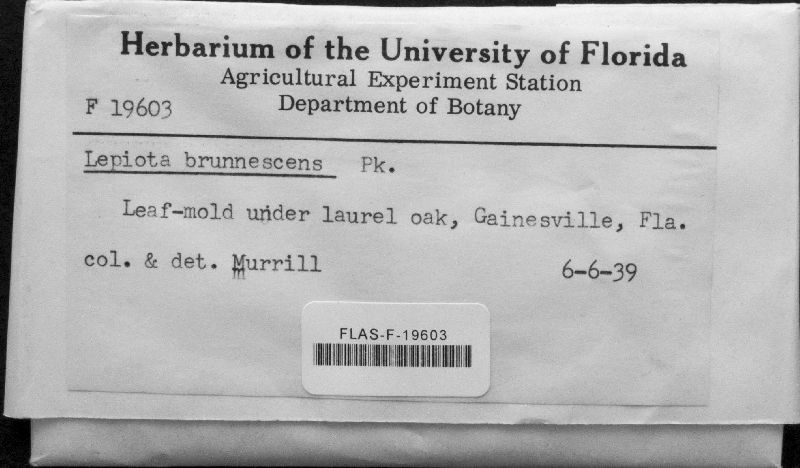 Herbarium of the University of Florida
Agricultural Experiment Station
F 19603 Department of Botany
Lepiota brunnescens Pk.
Leaf-mold under laurel oak, Gainesville, Fla.
col. & det. Murrill 6-6-39
FLAS-F-19603